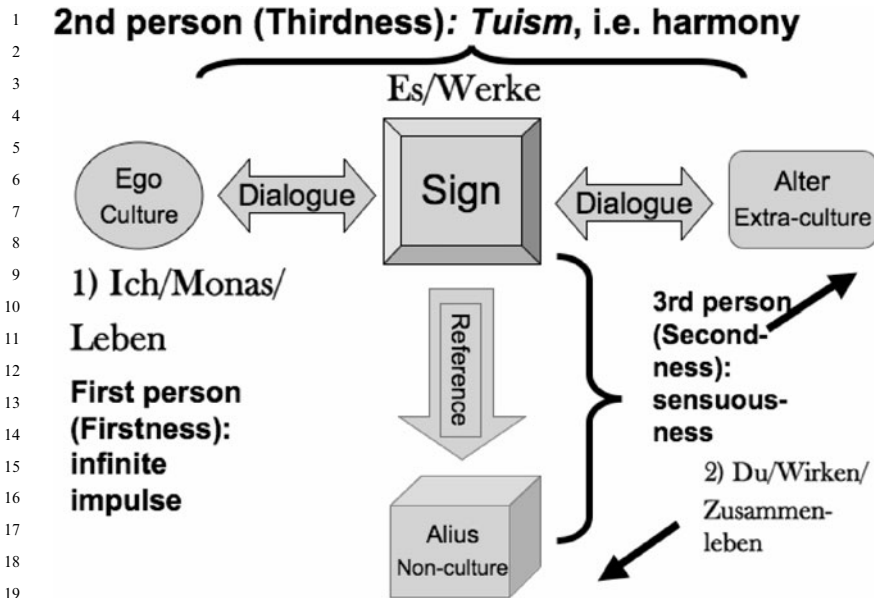 1
2
3
4
5
6
7
8
9
10
11
12
13
14
15
16
17
18
19
2nd person (Thirdness): Tuism, i.e. harmony
Es/Werke
Ego
Culture
Dialogue
Sign
Dialogue
Alter
Extra-culture
1) Ich/Monas/
Leben
First person
(Firstness):
infinite
impulse
Reference
3rd person
(Second-
ness):
sensuous-
ness
2) Du/Wirken/
Zusammen-
leben
Alius
Non-culture